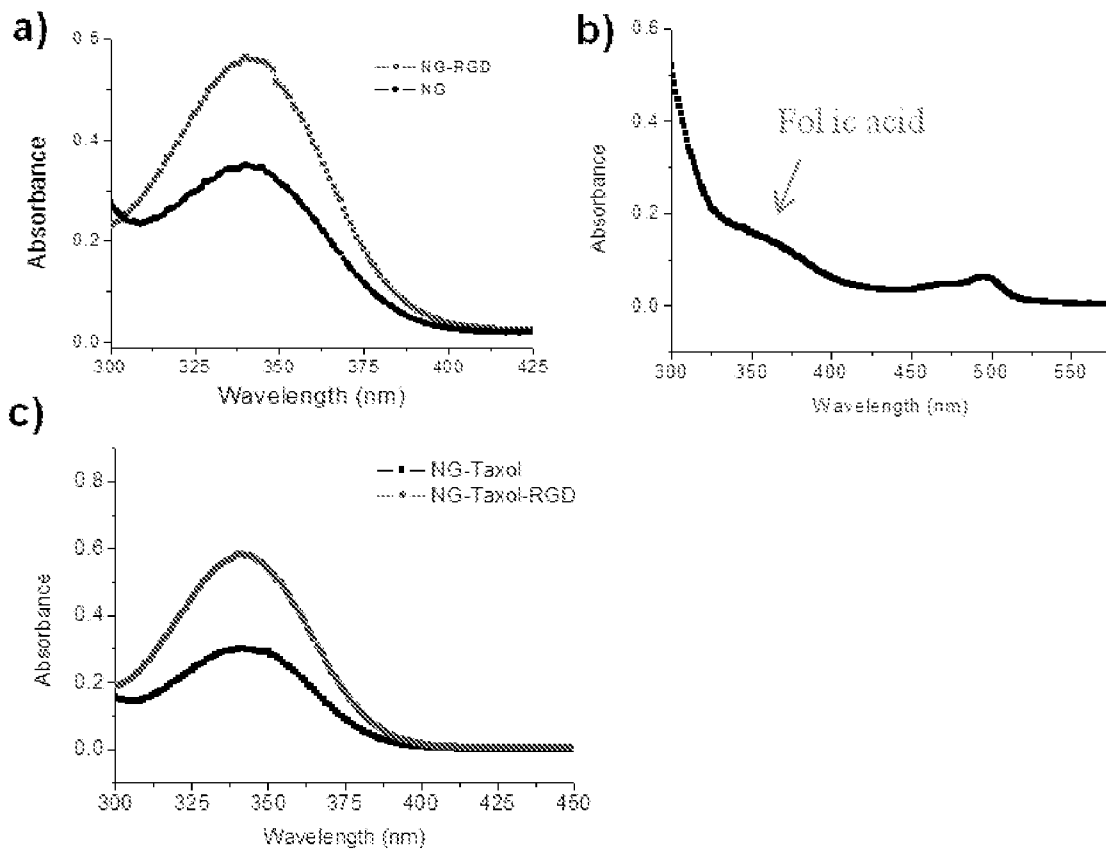 a)
0.6
0.4
0.2
0.0
Absorbance
NG-RGD
NG
300 325 350 375 400 425
Wavelength (nm)
b)
0.6
0.4
0.2
0.0
Absorbance
Folic acid
300 350 400 450 500 550
Wavelength (nm)
c)
0.8
0.6
0.4
0.2
0.0
Absorbance
NG-Taxol
NG-Taxol-RGD
300 325 350 375 400 425 450
Wavelength (nm)